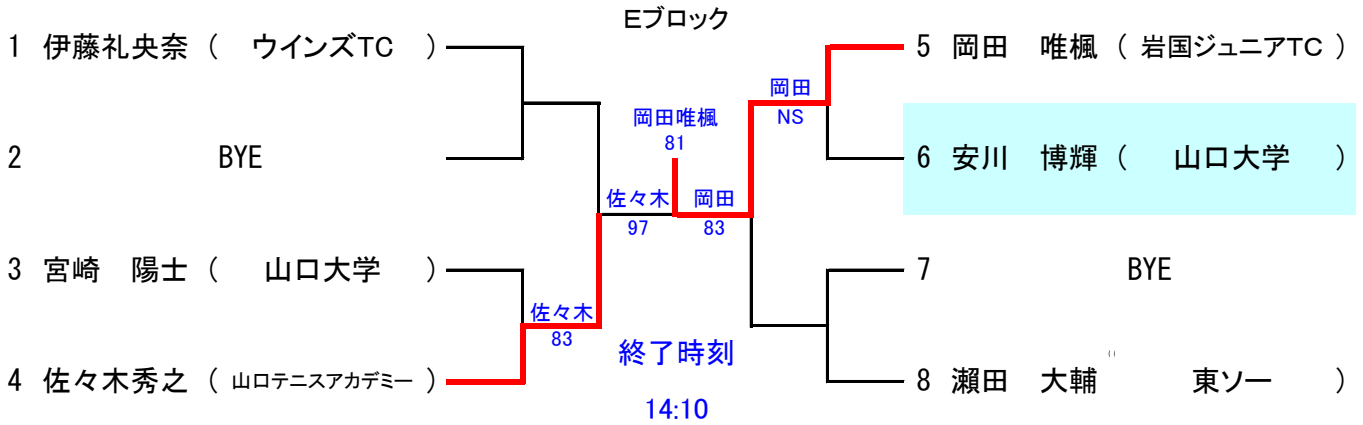 Eブロック
1 伊藤礼央奈 ( ウインズTC )
2 BYE
3 宮崎 陽士 ( 山口大学 )
4 佐々木秀之 ( 山口テニスアカデミー )
佐々木
83
佐々木
97
岡田唯楓
81
岡田
83
岡田
NS
5 岡田 唯楓 ( 岩国ジュニアTC )
6 安川 博輝 ( 山口大学 )
7 BYE
8 瀬田 大輔 ( 東ソー )
終了時刻
14:10